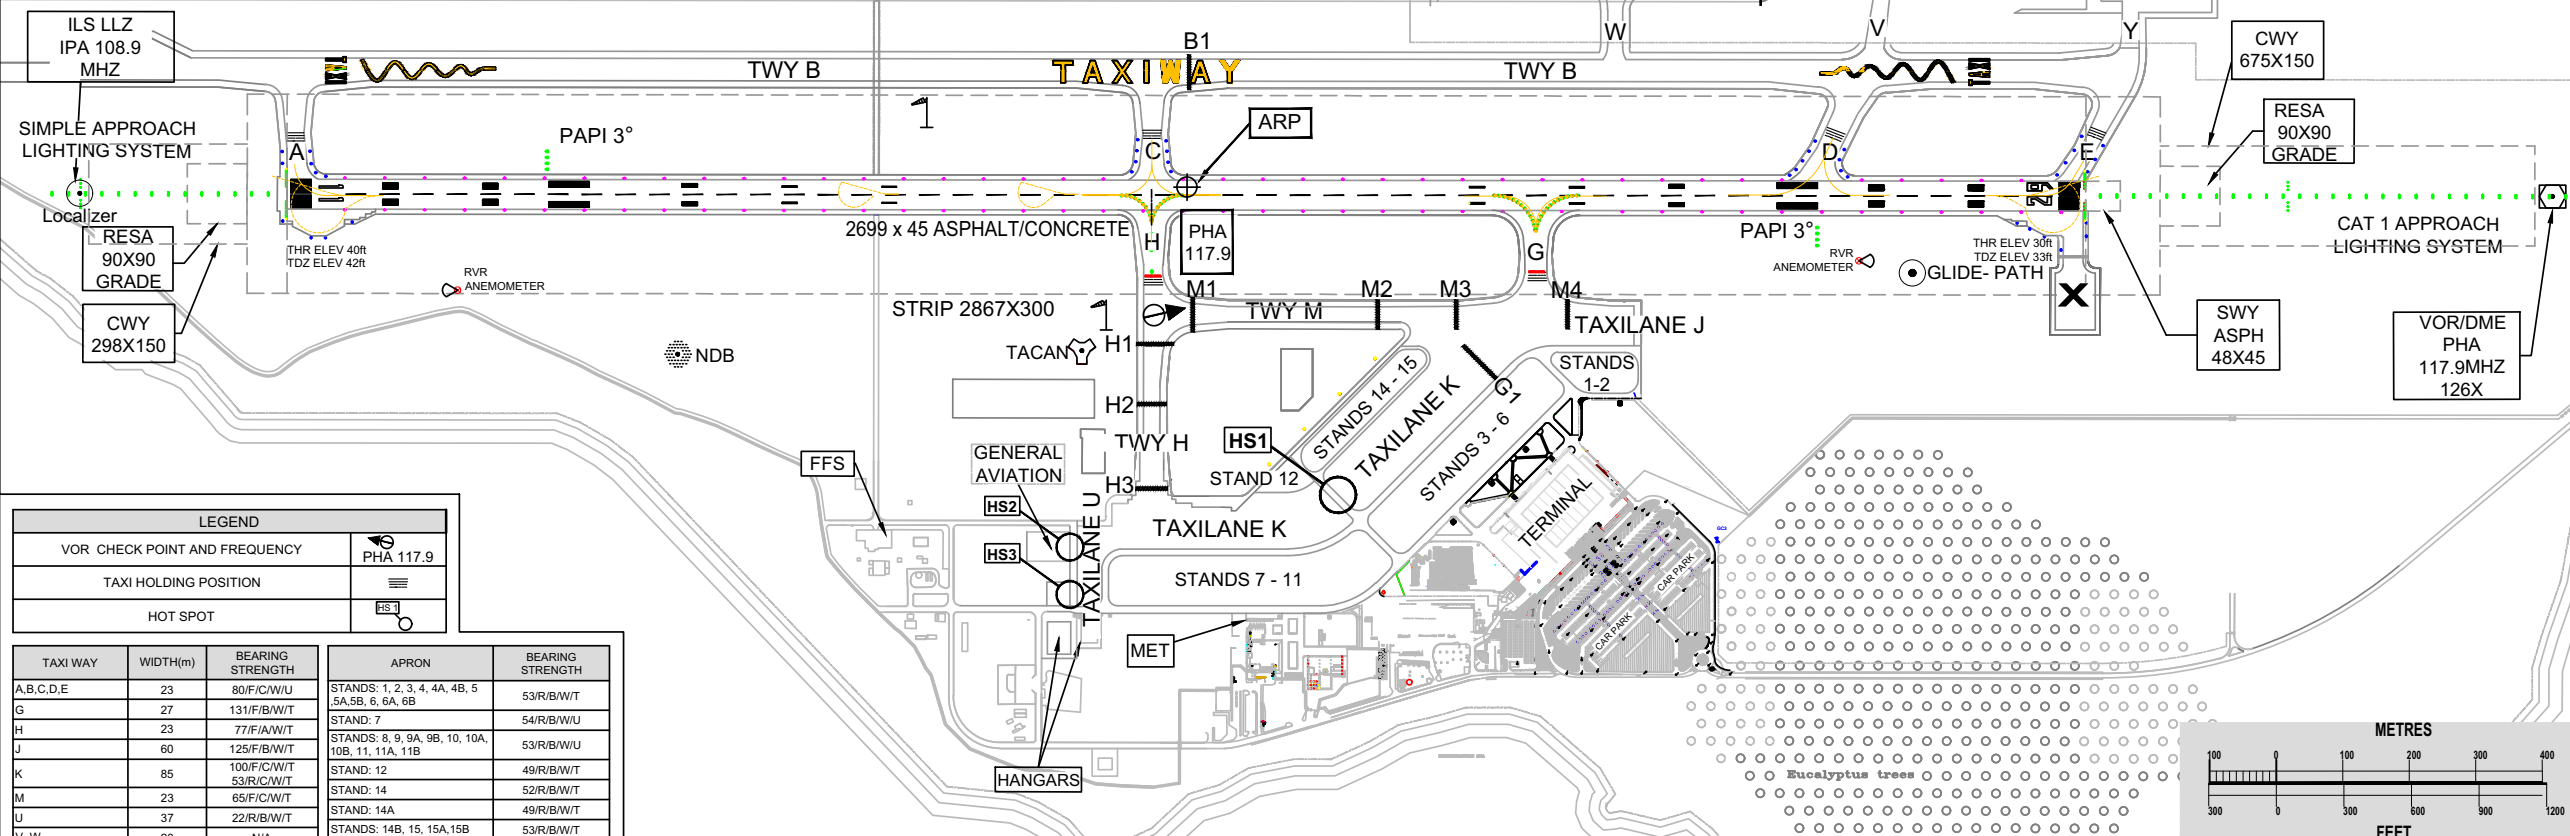 ILS LLZ
IPA 108.9
MHZ
TAXI
TWY B
B1
TAXIWAY
TWY B
TAXI
W
V
Y
CWY
675X150
SIMPLE APPROACH
LIGHTING SYSTEM
PAPI 3°
ARP
RESA
90X90
GRADE
A
C
D
E
11
29
Localizer
RESA
90X90
GRADE
THR ELEV 40ft
TDZ ELEV 42ft
2699 x 45 ASPHALT/CONCRETE
H
PHA
117.9
G
PAPI 3°
THR ELEV 30ft
TDZ ELEV 33ft
CAT 1 APPROACH
LIGHTING SYSTEM
RVR
ANEMOMETER
RVR
ANEMOMETER
GLIDE- PATH
X
CWY
298X150
STRIP 2867X300
M1
TWY M
M2
M3
M4
TAXILANE J
SWY
ASPH
48X45
VOR/DME
PHA
117.9MHZ
126X
NDB
TACAN
H1
STANDS 14 - 15
TAXILANE K
G1
STANDS
1-2
H2
TWY H
HS1
STANDS 3 - 6
FFS
GENERAL
AVIATION
H3
STAND 12
HS2
TAXILANE U
TAXILANE K
TERMINAL
HS3
STANDS 7 - 11
CAR PARK
CAR PARK
MET
HANGARS
Eucalyptus trees
LEGEND
VOR CHECK POINT AND FREQUENCY PHA 117.9
TAXI HOLDING POSITION
HOT SPOT HS 1
TAXI WAY WIDTH(m) BEARING STRENGTH
A,B,C,D,E 23 80/F/C/W/U
G 27 131/F/B/W/T
H 23 77/F/A/W/T
J 60 125/F/B/W/T
K 85 100/F/C/W/T
53/R/C/W/T
M 23 65/F/C/W/T
U 37 22/R/B/W/T
APRON BEARING STRENGTH
STANDS: 1, 2, 3, 4, 4A, 4B, 5
,5A,5B, 6, 6A, 6B 53/R/B/W/T
STAND: 7 54/R/B/W/U
STANDS: 8, 9, 9A, 9B, 10, 10A,
10B, 11, 11A, 11B 53/R/B/W/U
STAND: 12 49/R/B/W/T
STAND: 14 52/R/B/W/T
STAND: 14A 49/R/B/W/T
STANDS: 14B, 15, 15A,15B 53/R/B/W/T
METRES
100 0 100 200 300 400
300 0 300 600 900 1200
FEET